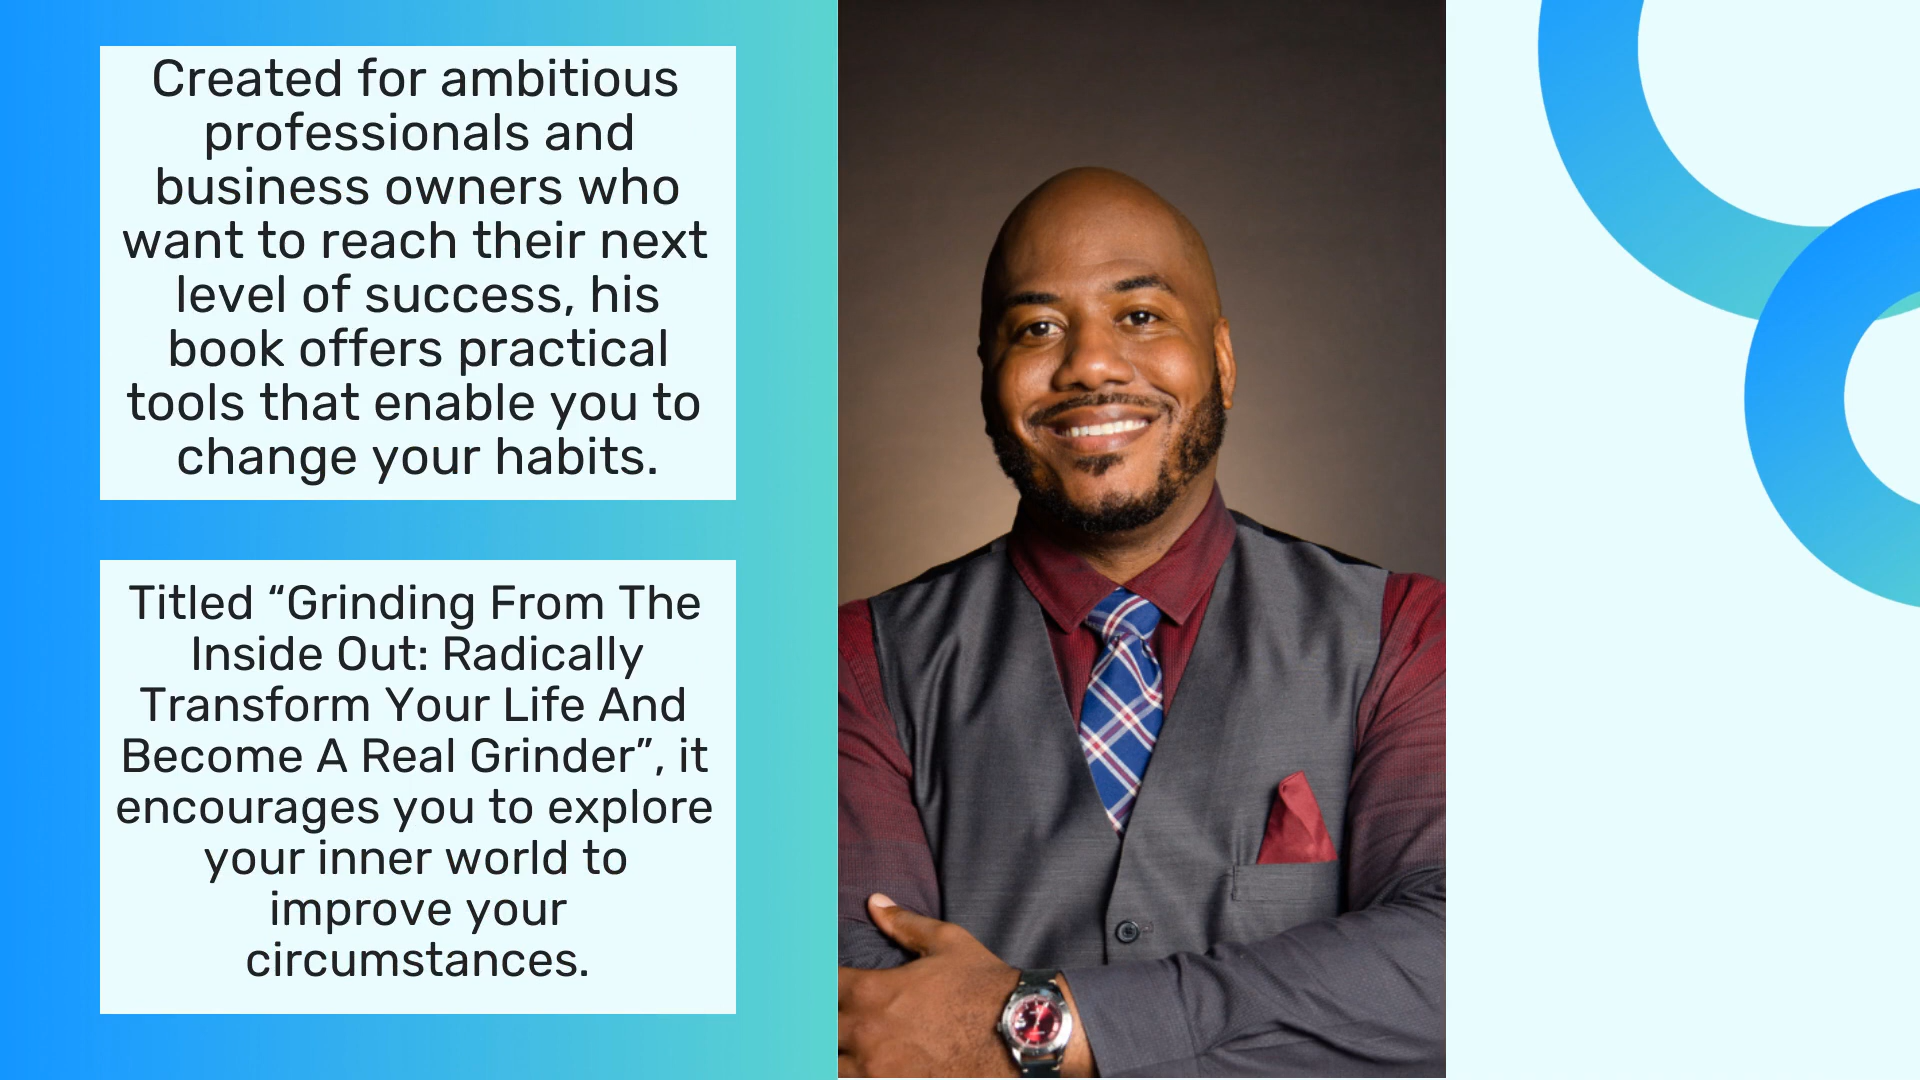 Created for ambitious
professionals and
business owners who
want to reach their next
level of success, his
book offers practical
tools that enable you to
change your habits.
Titled “Grinding From The
Inside Out: Radically
Transform Your Life And
Become A Real Grinder”, it
encourages you to explore
your inner world to
improve your
circumstances.